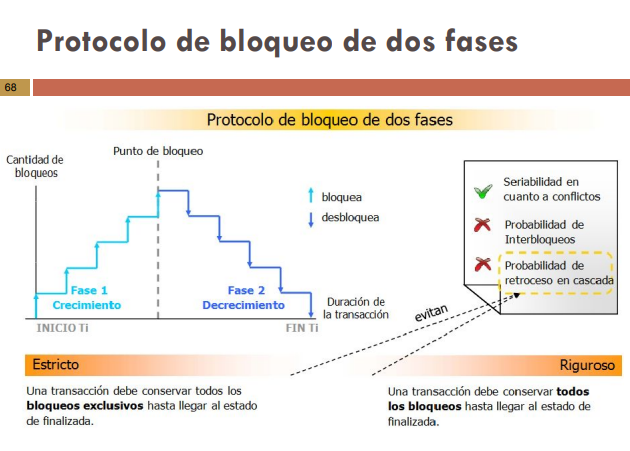 Protocolo de bloqueo de dos fases
68
Protocolo de bloqueo de dos fases
Cantidad de
bloqueos
Punto de bloqueo
bloquea
desbloquea
Fase 1
Crecimiento
Fase 2
Decrecimiento
Duración de
la transacción
INICIO Ti
FIN Ti
Seriabilidad en
cuanto a conflictos
Probabilidad de
Interbloqueos
Probabilidad de
retroceso en cascada
evitan
Estricto
Una transacción debe conservar todos los
bloqueos exclusivos hasta llegar al estado
de finalizada.
Riguroso
Una transacción debe conservar todos
los bloqueos hasta llegar al estado de
finalizada.